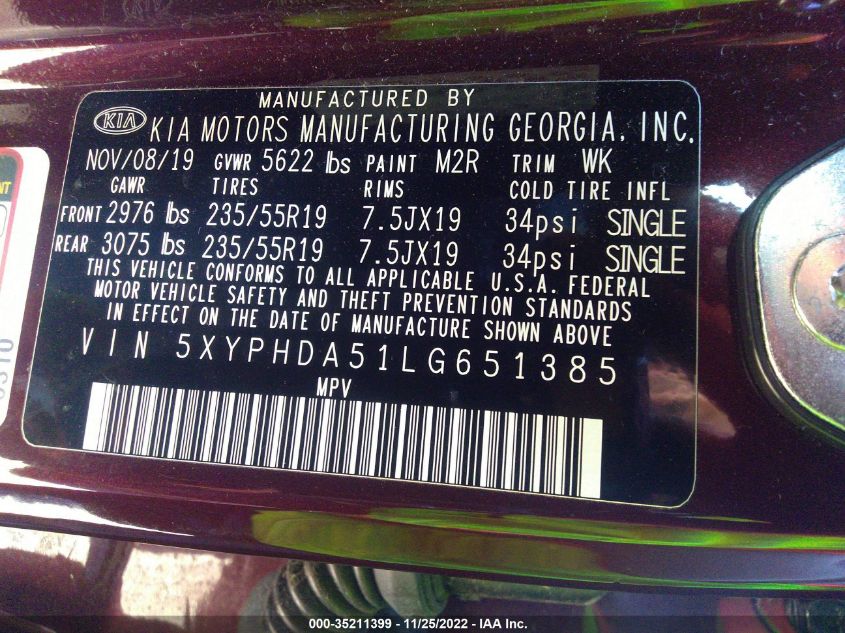 MANUFACTURED BY
KIA KIA MOTORS MANUFACTURING GEORGIA, INC.
NOV/08/19 GVWR 5622 lbs PAINT M2R TRIM WK
GAWR TIRES RIMS COLD TIRE INFL
FRONT 2976 lbs 235/55R19 7.5JX19 34psi SINGLE
REAR 3075 lbs 235/55R19 7.5JX19 34psi SINGLE
THIS VEHICLE CONFORMS TO ALL APPLICABLE U.S.A. FEDERAL
MOTOR VEHICLE SAFETY AND THEFT PREVENTION STANDARDS
IN EFFECT ON THE DATE OF MANUFACTURE SHOWN ABOVE
VIN 5XYPHDA51LG651385
MPV
000-35211399 - 11/25/2022 - IAA Inc.